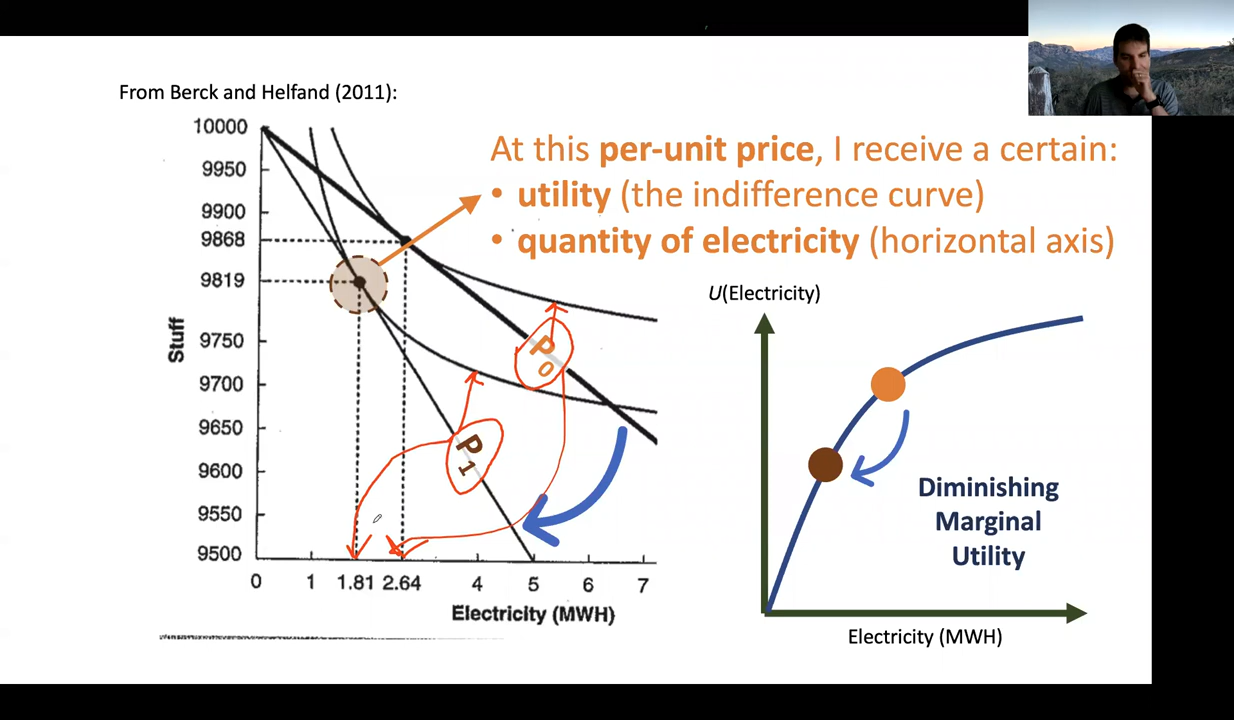 From Berck and Helfand (2011):
At this per-unit price, I receive a certain:
• utility (the indifference curve)
• quantity of electricity (horizontal axis)
Stuff
10000
9950
9900
9868
9819
9750
9700
9650
9600
9550
9500
P0
P1
0 1 1.81 2.64 4 5 6 7
Electricity (MWH)
U(Electricity)
Diminishing
Marginal
Utility
Electricity (MWH)